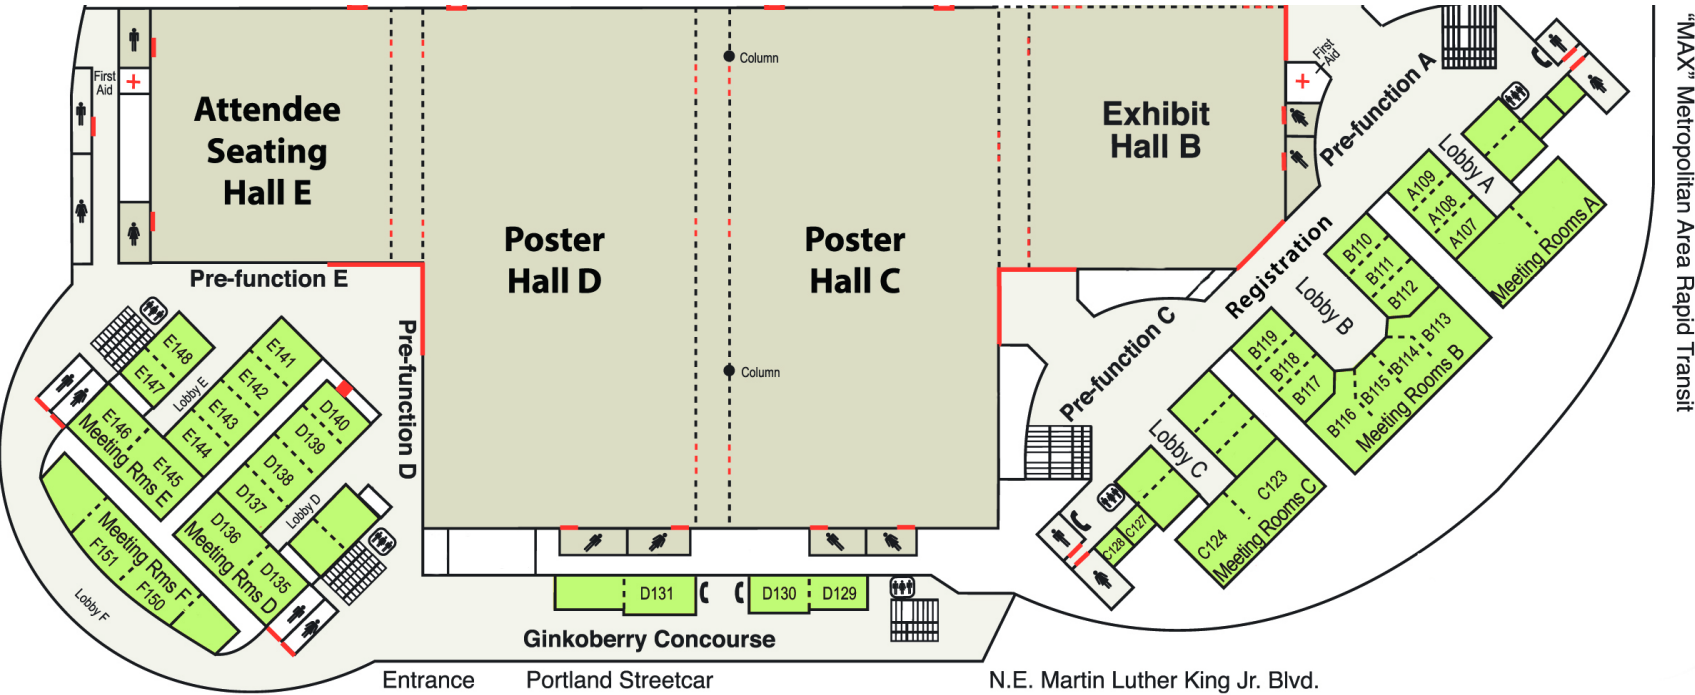 First
Aid
Attendee
Seating
Hall E
Poster
Hall D
Column
Poster
Hall C
Column
Exhibit
Hall B
First
Aid
Pre-function A
"MAX" Metropolitan Area Rapid Transit
Pre-function E
Pre-function D
Pre-function C
Registration
Lobby A
A109
A108
A107
Meeting Rooms A
B110
B111
B112
Lobby B
B119
B118
B117
B113
B114
B115
B116
Meeting Rooms B
Lobby C
C123
C124
Meeting Rooms C
C127
C128
E148
E147
Lobby E
E141
E142
E143
E144
E146
E145
Meeting Rms E
D140
D139
D138
D137
Lobby D
D136
D135
Meeting Rms D
Meeting Rms F
F151
F150
Lobby F
D131
D130
D129
Ginkoberry Concourse
Entrance
Portland Streetcar
N.E. Martin Luther King Jr. Blvd.